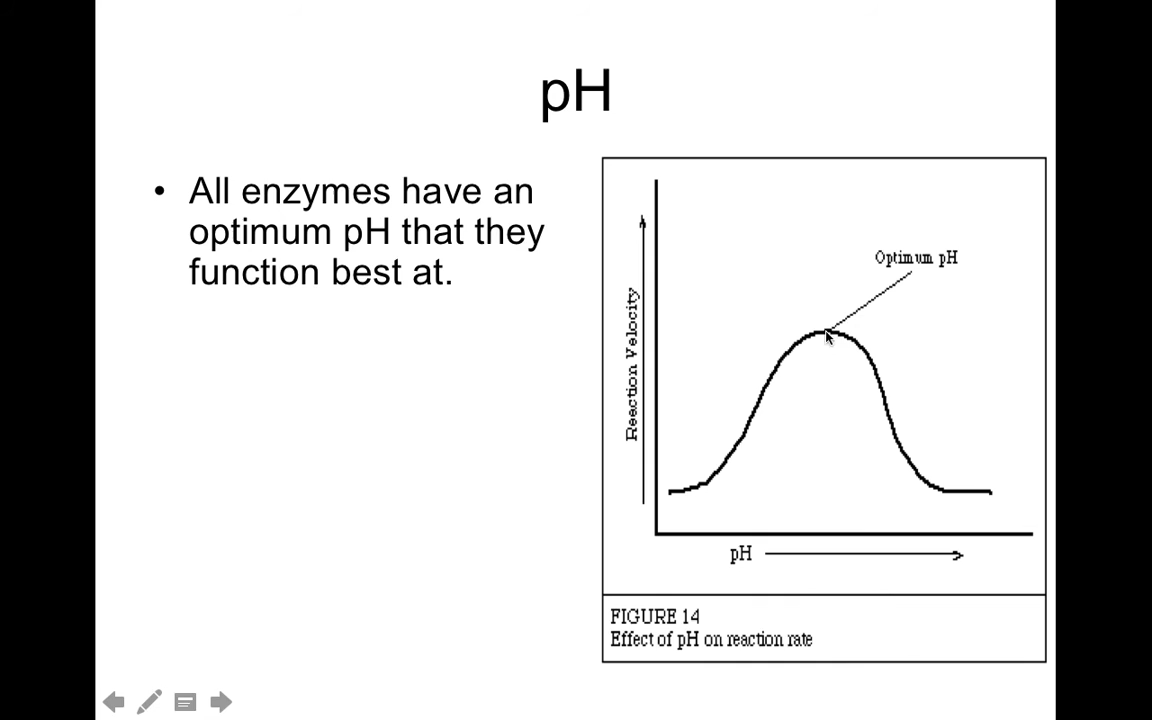 pH
• All enzymes have an
optimum pH that they
function best at.
Optimum pH
Reaction Velocity
pH
FIGURE 14
Effect of pH on reaction rate